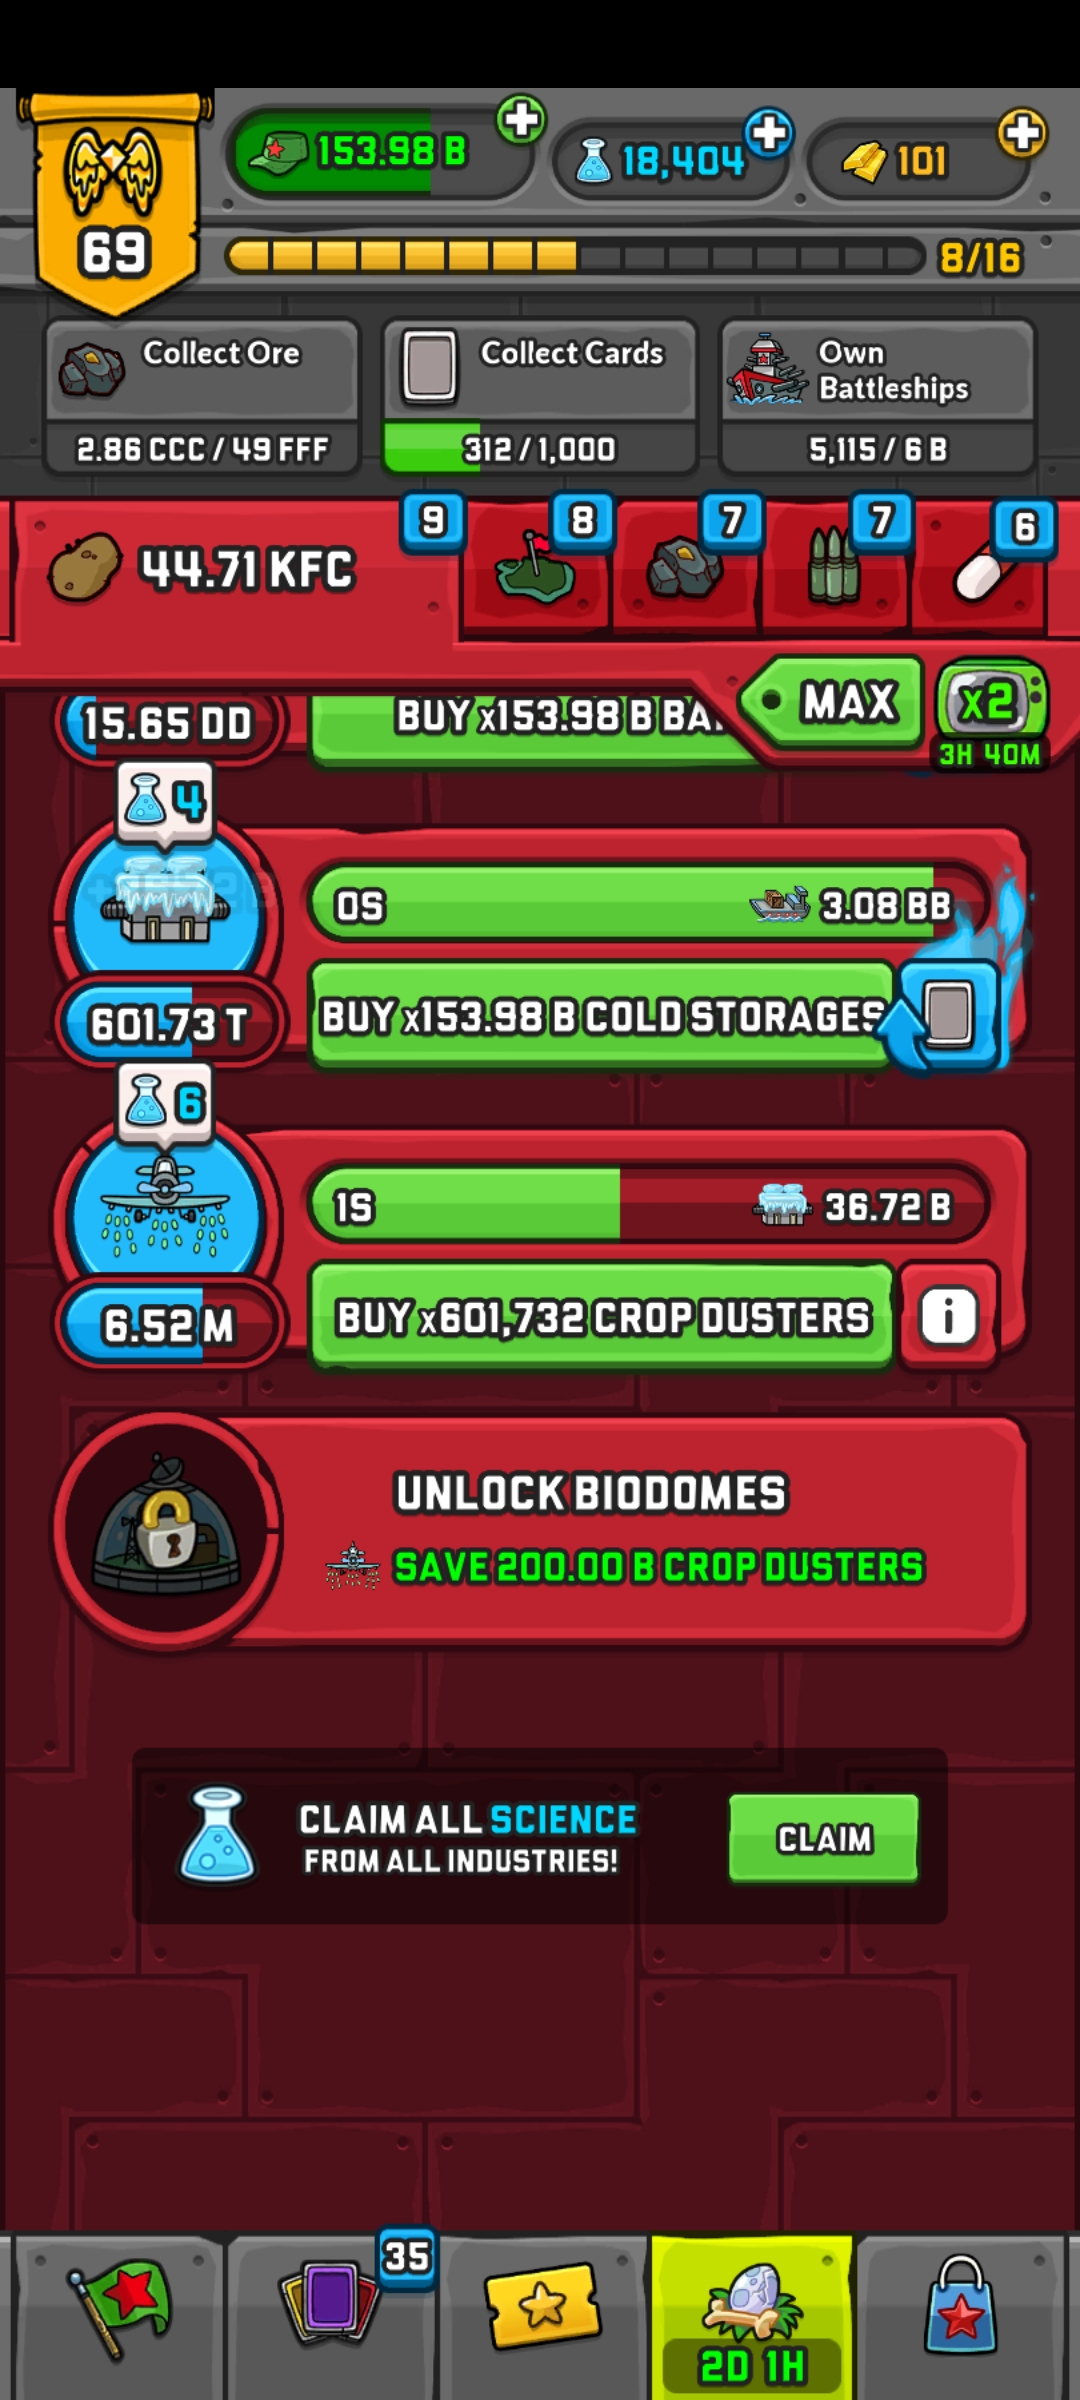 69
153.98 B
18,404
101
8/16
Collect Ore
2.86 CCC / 49 FFF
Collect Cards
312 / 1,000
Own
Battleships
5,115 / 6 B
44.71 KFC
9
8
7
7
6
MAX
x2
3H 40M
15.65 DD
BUY x153.98 B
4
0S
3.08 BB
601.73 T
BUY x153.98 B COLD STORAGES
6
1S
36.72 B
6.52 M
BUY x601,732 CROP DUSTERS
i
UNLOCK BIODOMES
SAVE 200.00 B CROP DUSTERS
CLAIM ALL SCIENCE
FROM ALL INDUSTRIES!
CLAIM
35
2D 1H